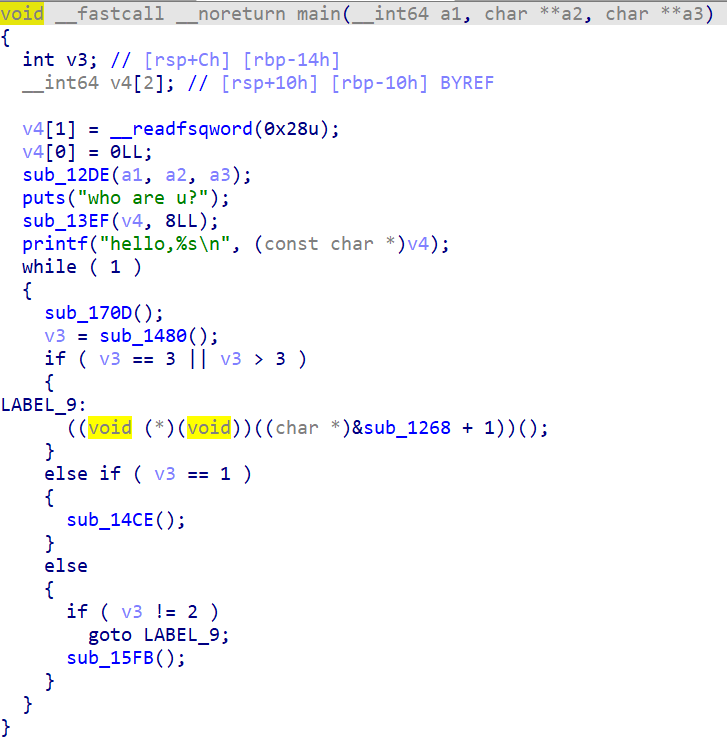 void __fastcall __noreturn main(__int64 a1, char **a2, char **a3)
{
  int v3; // [rsp+Ch] [rbp-14h]
  __int64 v4[2]; // [rsp+10h] [rbp-10h] BYREF

  v4[1] = __readfsqword(0x28u);
  v4[0] = 0LL;
  sub_12DE(a1, a2, a3);
  puts("who are u?");
  sub_13EF(v4, 8LL);
  printf("hello,%s\n", (const char *)v4);
  while ( 1 )
  {
    sub_170D();
    v3 = sub_1480();
    if ( v3 == 3 || v3 > 3 )
    {
LABEL_9:
      ((void (*)(void))((char *)&sub_1268 + 1))();
    }
    else if ( v3 == 1 )
    {
      sub_14CE();
    }
    else
    {
      if ( v3 != 2 )
        goto LABEL_9;
      sub_15FB();
    }
  }
}